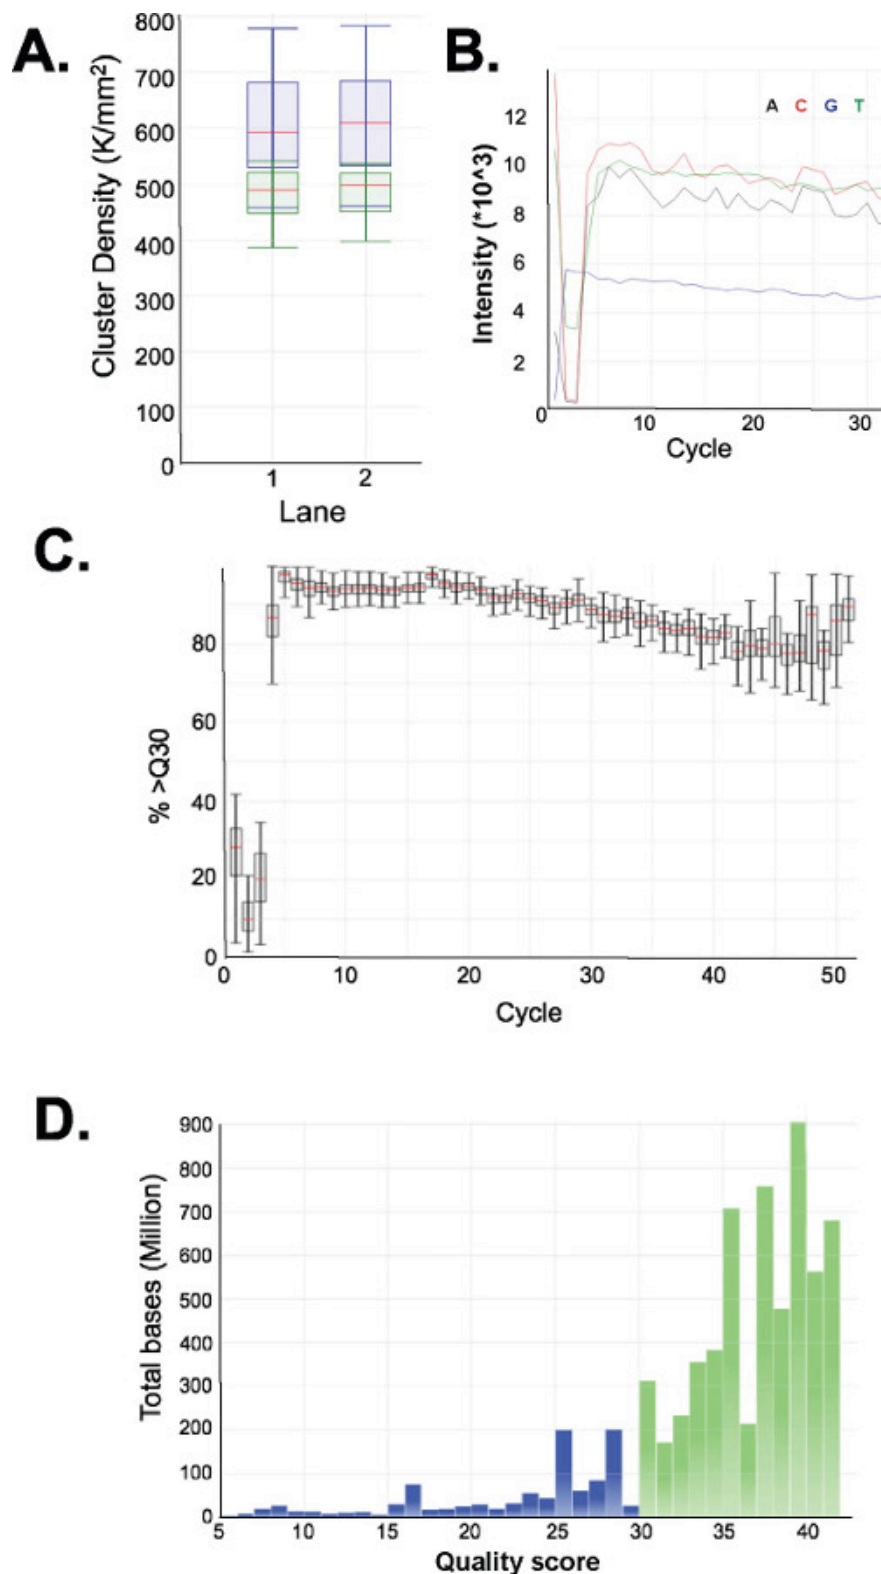 A.
Cluster Density (K/mm²)
800
700
600
500
400
300
200
100
0
1 2
Lane
B.
Intensity (*10^3)
A C G T
12
10
8
6
4
2
0 10 20 30
Cycle
C.
% >Q30
80
60
40
20
0
0 10 20 30 40 50
Cycle
D.
Total bases (Million)
900
800
700
600
500
400
300
200
100
0
5 10 15 20 25 30 35 40
Quality score